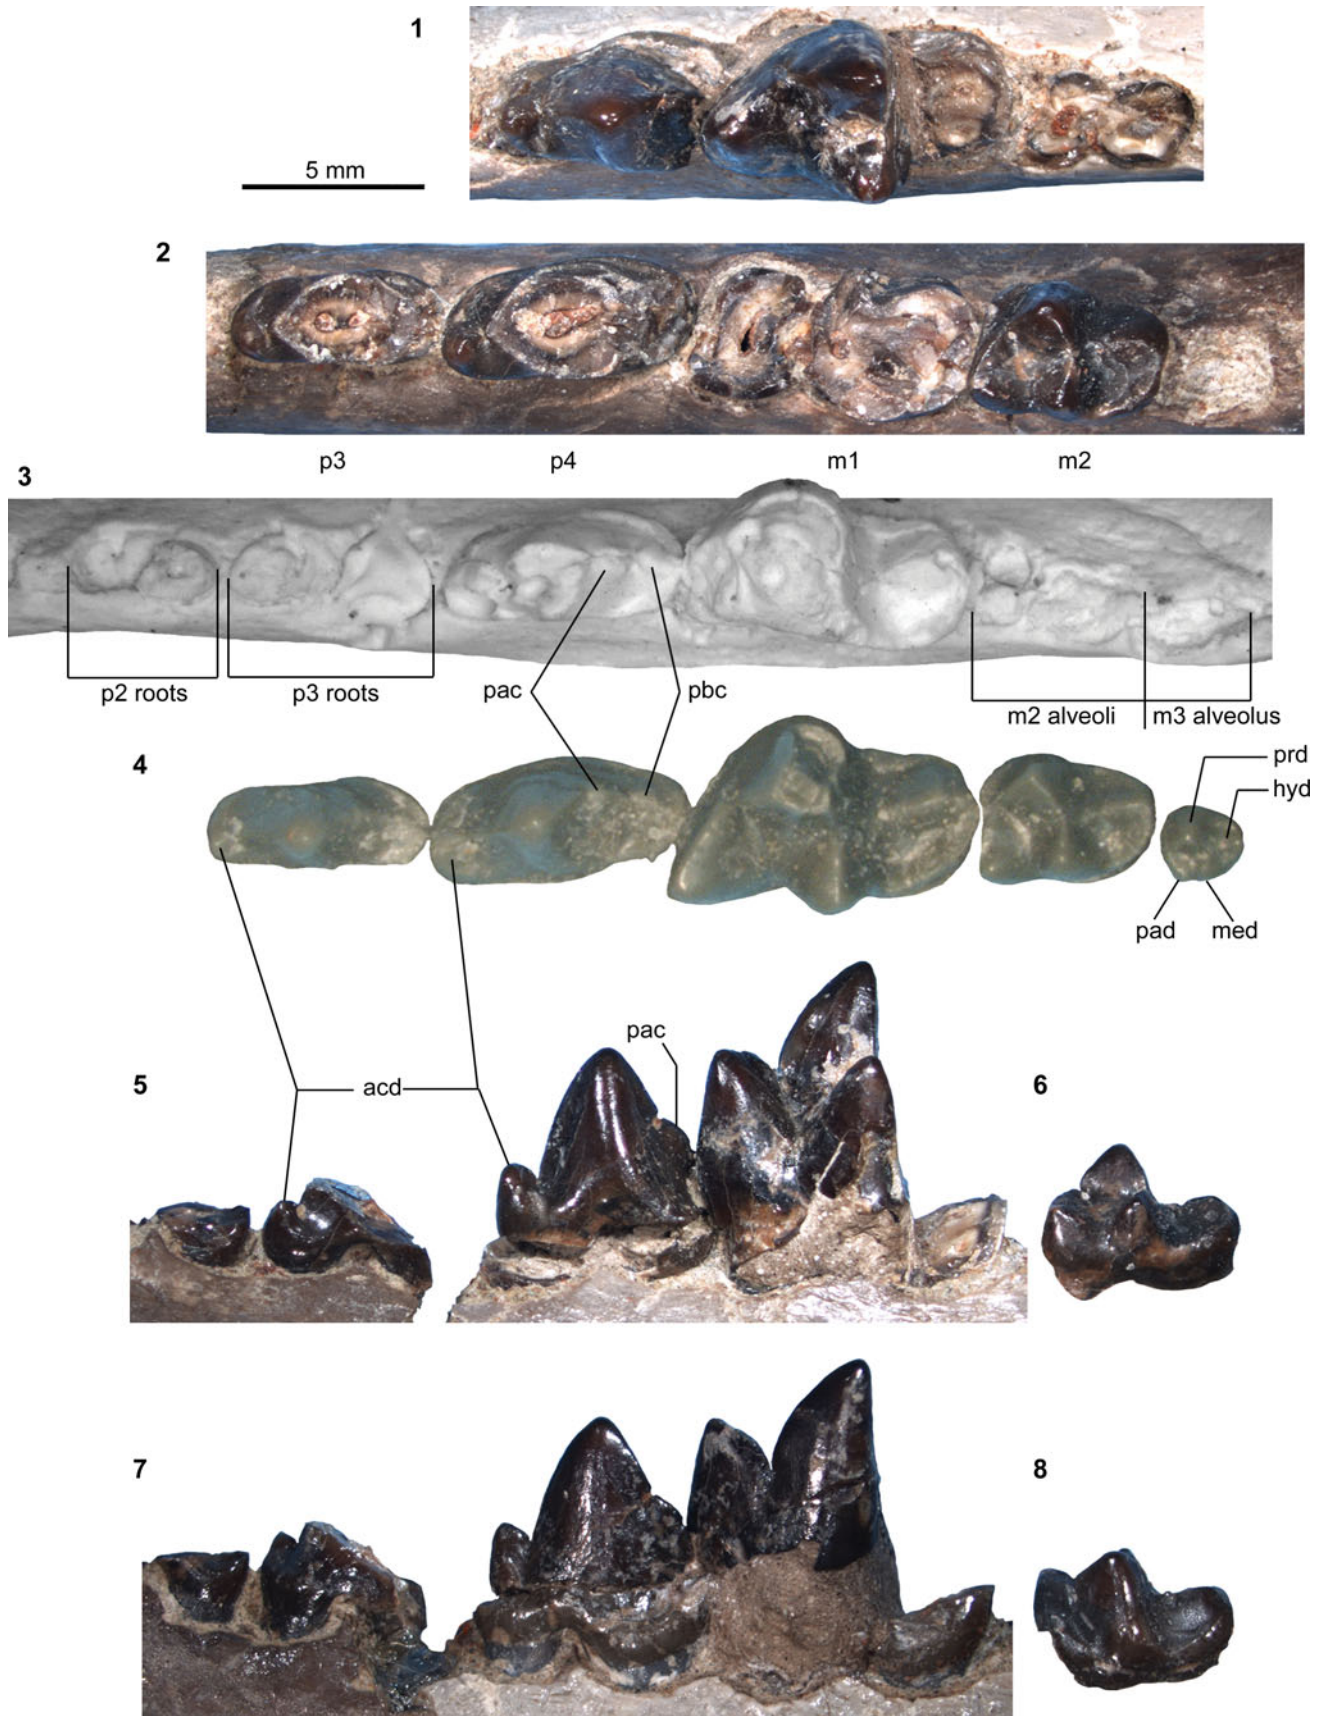 1
5 mm
2
p3 p4 m1 m2
3
p2 roots
p3 roots
pac
pbc
m2 alveoli
m3 alveolus
4
prd
hyd
pad
med
pac
5
acd
6
7
8